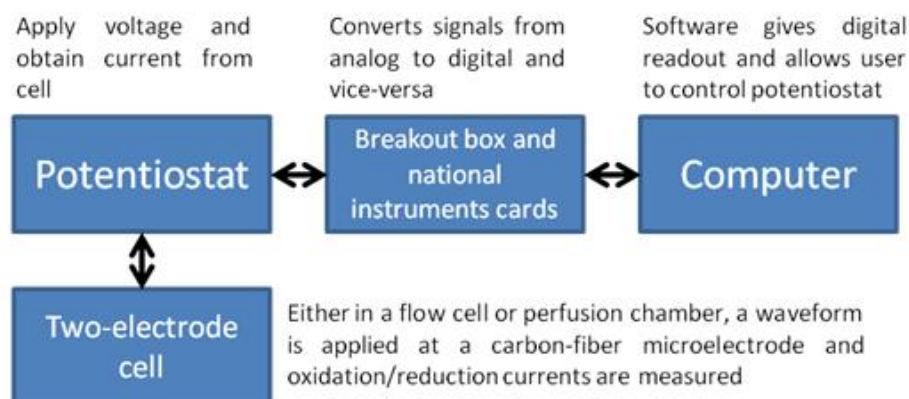 Apply voltage and
obtain current from
cell
Converts signals from
analog to digital and
vice-versa
Software gives digital
readout and allows user
to control potentiostat
Potentiostat
Breakout box and
national
instruments cards
Computer
Two-electrode
cell
Either in a flow cell or perfusion chamber, a waveform
is applied at a carbon-fiber microelectrode and
oxidation/reduction currents are measured